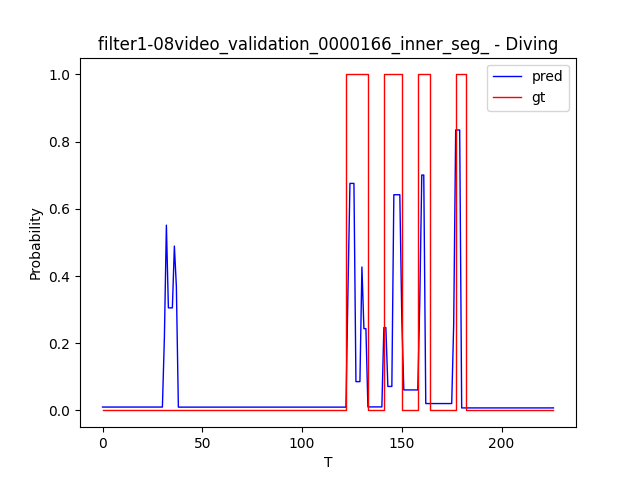 filter1-08video_validation_0000166_inner_seg_ - Diving
pred
gt
1.0
0.8
0.6
0.4
0.2
0.0
Probability
0
50
100
150
200
T